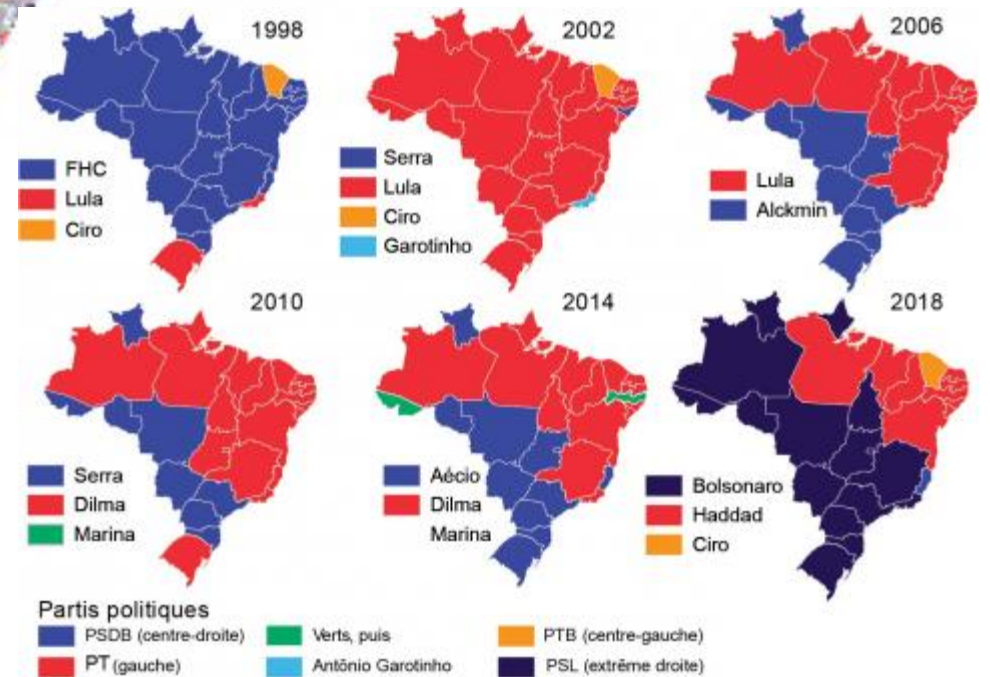 1998
FHC
Lula
Ciro
2002
Serra
Lula
Ciro
Garotinho
2006
Lula
Alckmin
2010
Serra
Dilma
Marina
2014
Aécio
Dilma
Marina
2018
Bolsonaro
Haddad
Ciro
Partis politiques
PSDB (centre-droite)
Verts, puis
PTB (centre-gauche)
PT (gauche)
Antônio Garotinho
PSL (extrême droite)